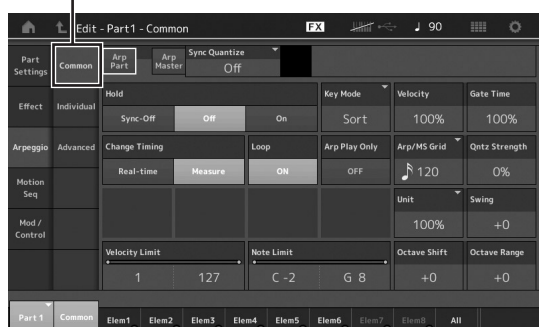 Edit - Part1 - Common FX 90
Part Settings Common Arp Part Arp Master Sync Quantize Off
Hold Key Mode Velocity Gate Time
Effect Individual Sync-Off Off On Sort 100% 100%
Arpeggio Advanced Change Timing Loop Arp Play Only Arp/MS Grid Qntz Strength
Real-time Measure ON OFF 120 0%
Motion Seq Unit Swing
Mod / Control 100% +0
Velocity Limit Note Limit Octave Shift Octave Range
1 127 C -2 G 8 +0 +0
Part 1 Common Elem1 Elem2 Elem3 Elem4 Elem5 Elem6 Elem7 Elem8 All